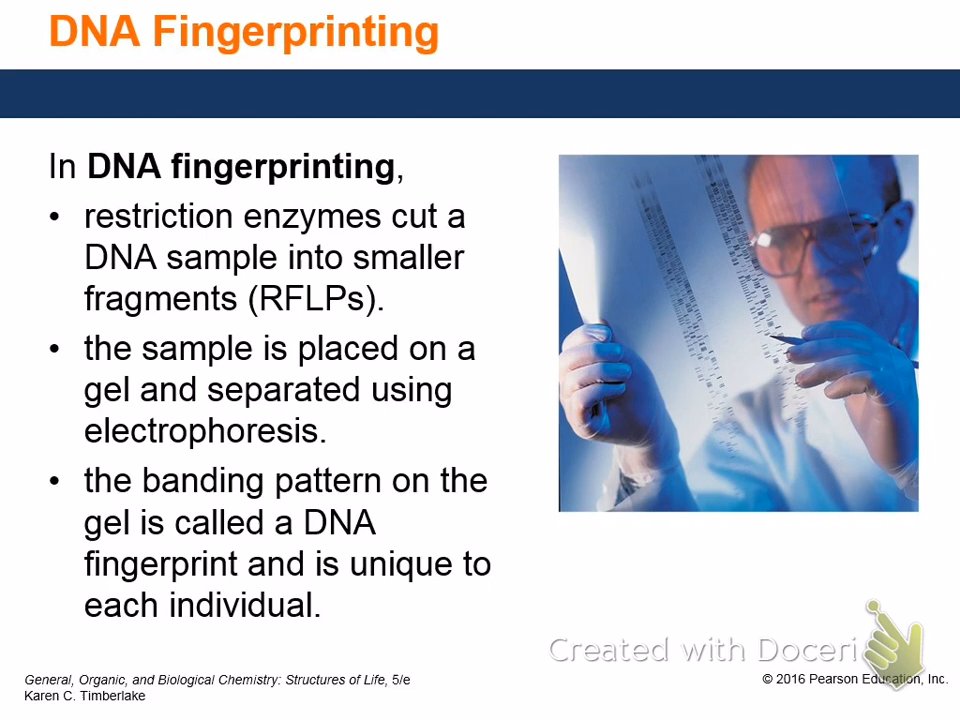 DNA Fingerprinting
In DNA fingerprinting,
• restriction enzymes cut a
DNA sample into smaller
fragments (RFLPs).
• the sample is placed on a
gel and separated using
electrophoresis.
• the banding pattern on the
gel is called a DNA
fingerprint and is unique to
each individual.
Created with Doceri
General, Organic, and Biological Chemistry: Structures of Life, 5/e
Karen C. Timberlake
© 2016 Pearson Education, Inc.